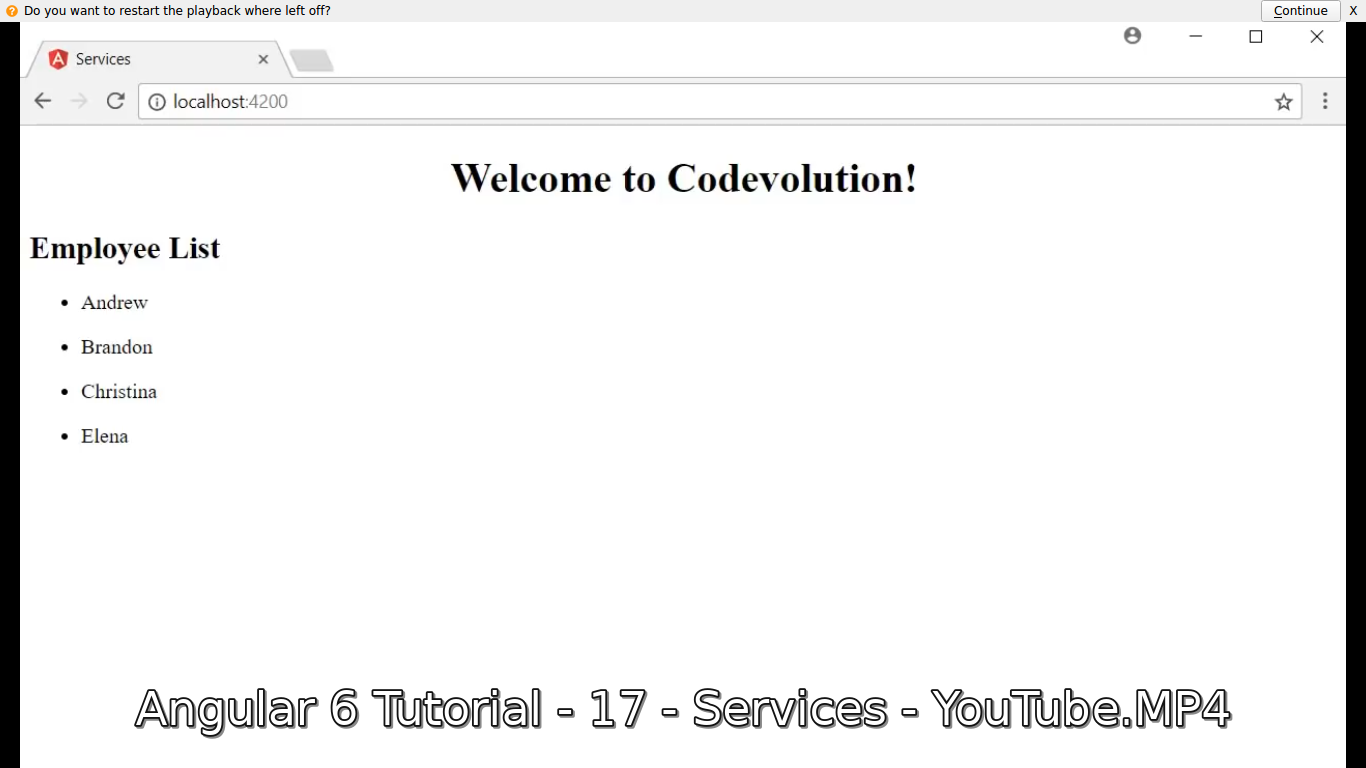 Do you want to restart the playback where left off?
Continue X
Services
localhost:4200
Welcome to Codevolution!
Employee List
Andrew
Brandon
Christina
Elena
Angular 6 Tutorial - 17 - Services - YouTube.MP4